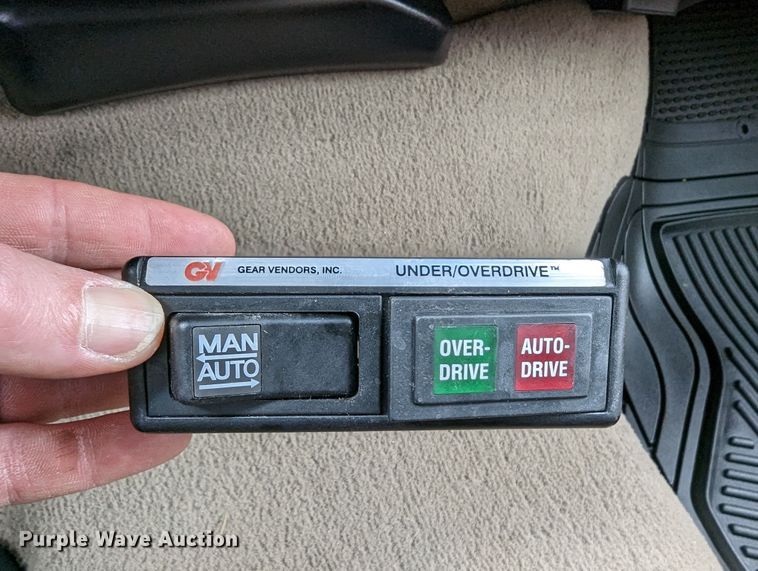 GV GEAR VENDORS, INC. UNDER/OVERDRIVE™
MAN
AUTO
OVER-
DRIVE
AUTO-
DRIVE
Purple Wave Auction